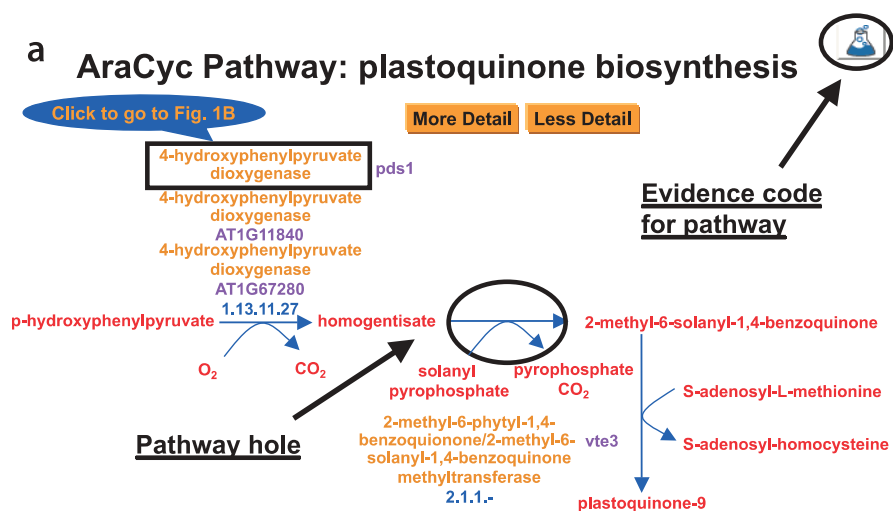 a
AraCyc Pathway: plastoquinone biosynthesis
Click to go to Fig. 1B
More Detail
Less Detail
4-hydroxyphenylpyruvate
dioxygenase
pds1
4-hydroxyphenylpyruvate
dioxygenase
AT1G11840
4-hydroxyphenylpyruvate
dioxygenase
AT1G67280
1.13.11.27
Evidence code
for pathway
p-hydroxyphenylpyruvate
homogentisate
2-methyl-6-solanyl-1,4-benzoquinone
O2
CO2
solanyl
pyrophosphate
pyrophosphate
CO2
S-adenosyl-L-methionine
Pathway hole
2-methyl-6-phytyl-1,4-
benzoquionone/2-methyl-6-
solanyl-1,4-benzoquinone
methyltransferase
2.1.1.-
vte3
S-adenosyl-homocysteine
plastoquinone-9